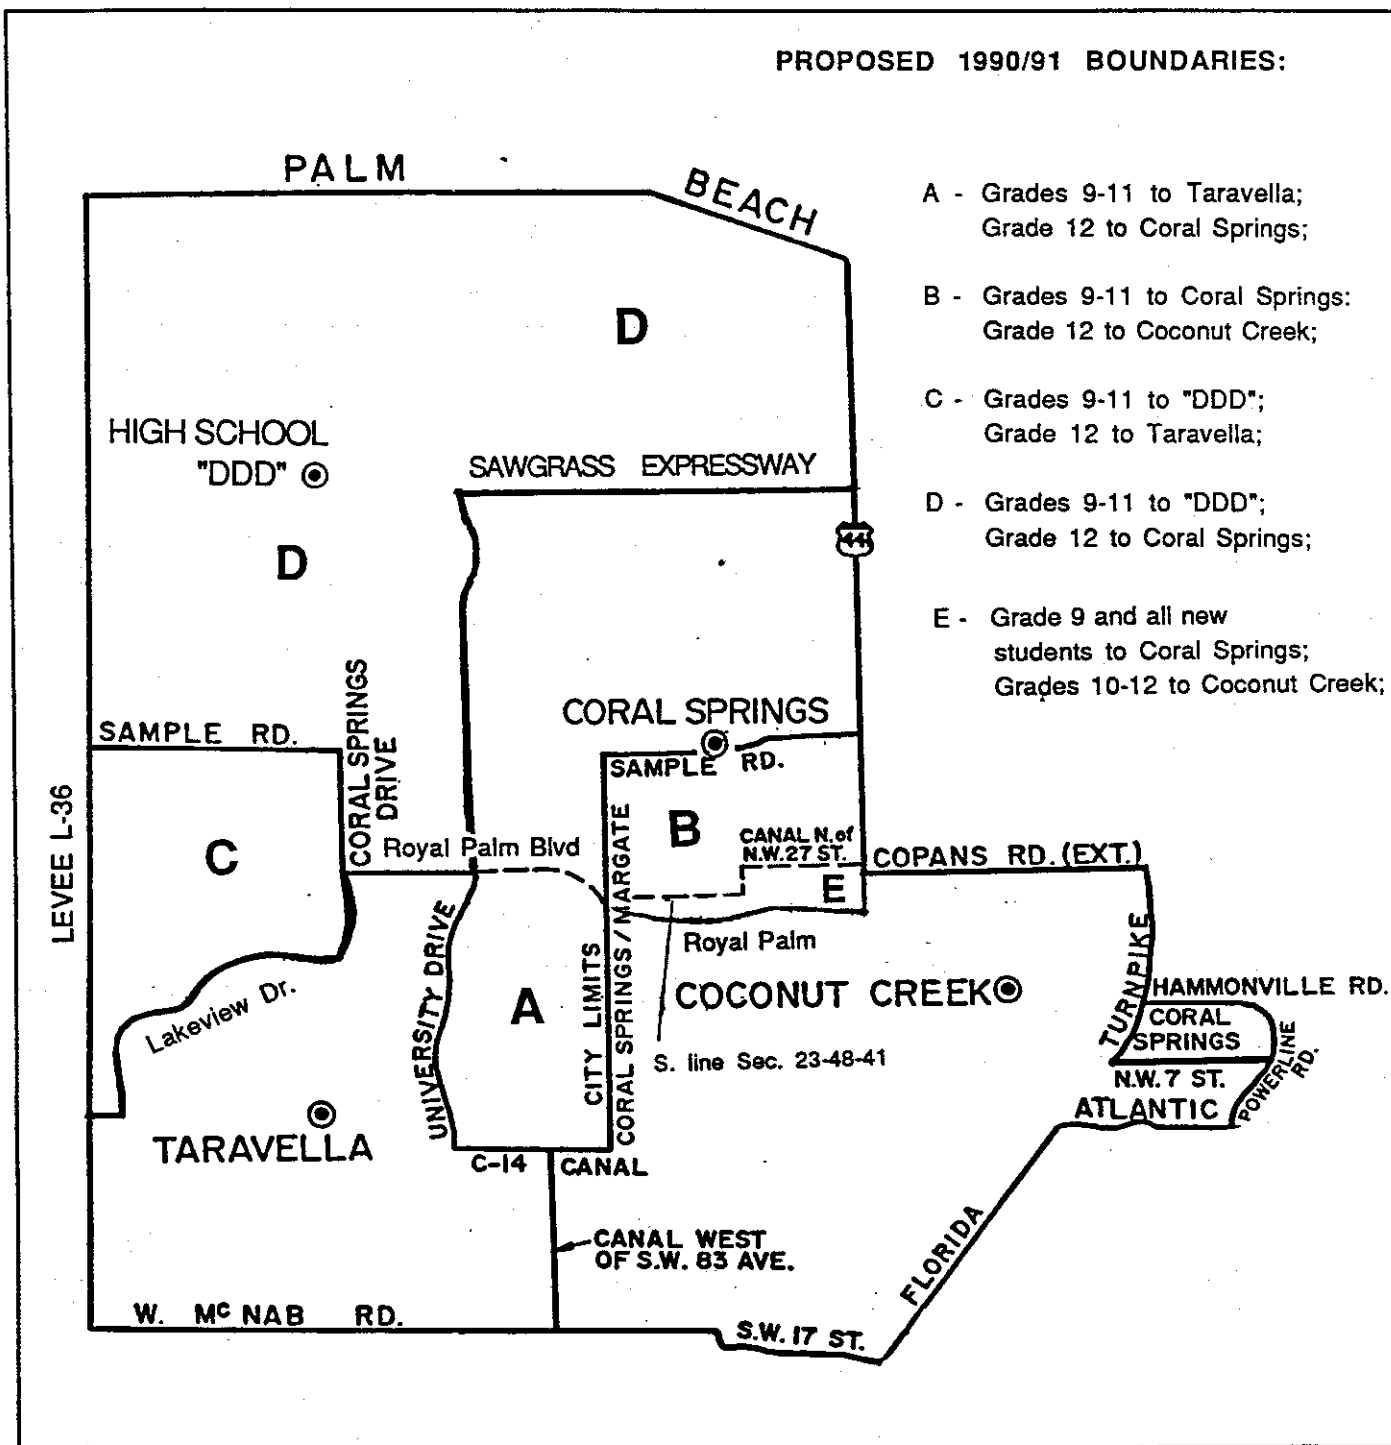 PROPOSED 1990/91 BOUNDARIES:
PALM BEACH
A - Grades 9-11 to Taravella;
Grade 12 to Coral Springs;
B - Grades 9-11 to Coral Springs:
Grade 12 to Coconut Creek;
C - Grades 9-11 to "DDD";
Grade 12 to Taravella;
D - Grades 9-11 to "DDD";
Grade 12 to Coral Springs;
E - Grade 9 and all new
students to Coral Springs;
Grades 10-12 to Coconut Creek;
D
HIGH SCHOOL
"DDD"
SAWGRASS EXPRESSWAY
441
D
CORAL SPRINGS
SAMPLE RD.
CORAL SPRINGS
DRIVE
SAMPLE RD.
LEVEE L-36
C
B
Royal Palm Blvd
CANAL N. of
N.W. 27 ST.
COPANS RD. (EXT.)
E
Royal Palm
UNIVERSITY DRIVE
CITY LIMITS
CORAL SPRINGS / MARGATE
TURNPIKE
Lakeview Dr.
A
COCONUT CREEK
HAMMONVILLE RD.
CORAL
SPRINGS
POWERLINE
RD.
S. line Sec. 23-48-41
N.W. 7 ST.
ATLANTIC
TARAVELLA
C-14 CANAL
CANAL WEST
OF S.W. 83 AVE.
FLORIDA
W. McNAB RD.
S.W. 17 ST.